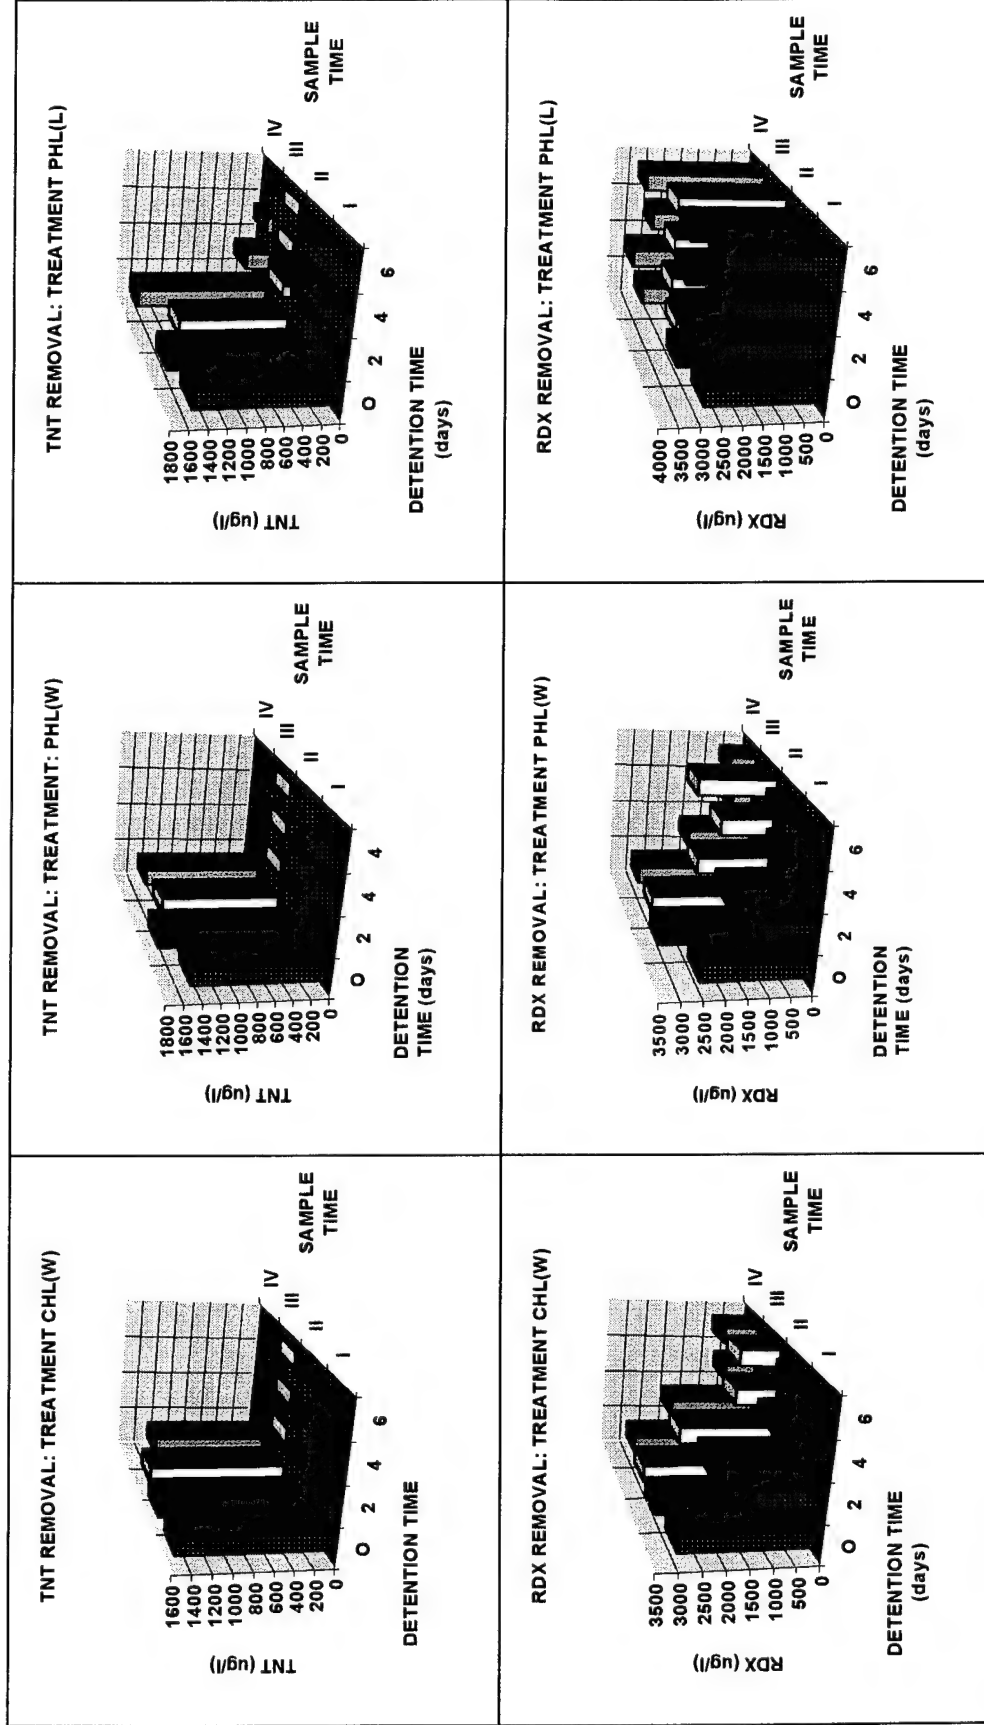 TNT REMOVAL: TREATMENT CHL(W)
TNT (ug/l)
1600
1400
1200
1000
800
600
400
200
0
O
2
4
6
DETENTION TIME
I
II
III
IV
SAMPLE
TIME
TNT REMOVAL: TREATMENT: PHL(W)
TNT (ug/l)
1800
1600
1400
1200
1000
800
600
400
200
0
O
2
4
4
DETENTION
TIME (days)
I
II
III
IV
SAMPLE
TIME
TNT REMOVAL: TREATMENT PHL(L)
TNT (ug/l)
1800
1600
1400
1200
1000
800
600
400
200
0
O
2
4
6
DETENTION TIME
(days)
I
II
III
IV
SAMPLE
TIME
RDX REMOVAL: TREATMENT CHL(W)
RDX (ug/l)
3500
3000
2500
2000
1500
1000
500
0
O
2
4
6
DETENTION TIME
(days)
I
II
III
IV
SAMPLE
TIME
RDX REMOVAL: TREATMENT PHL(W)
RDX (ug/l)
3500
3000
2500
2000
1500
1000
500
0
O
2
4
6
DETENTION
TIME (days)
I
II
III
IV
SAMPLE
TIME
RDX REMOVAL: TREATMENT PHL(L)
RDX (ug/l)
4000
3500
3000
2500
2000
1500
1000
500
0
O
2
4
6
DETENTION TIME
(days)
I
II
III
IV
SAMPLE
TIME